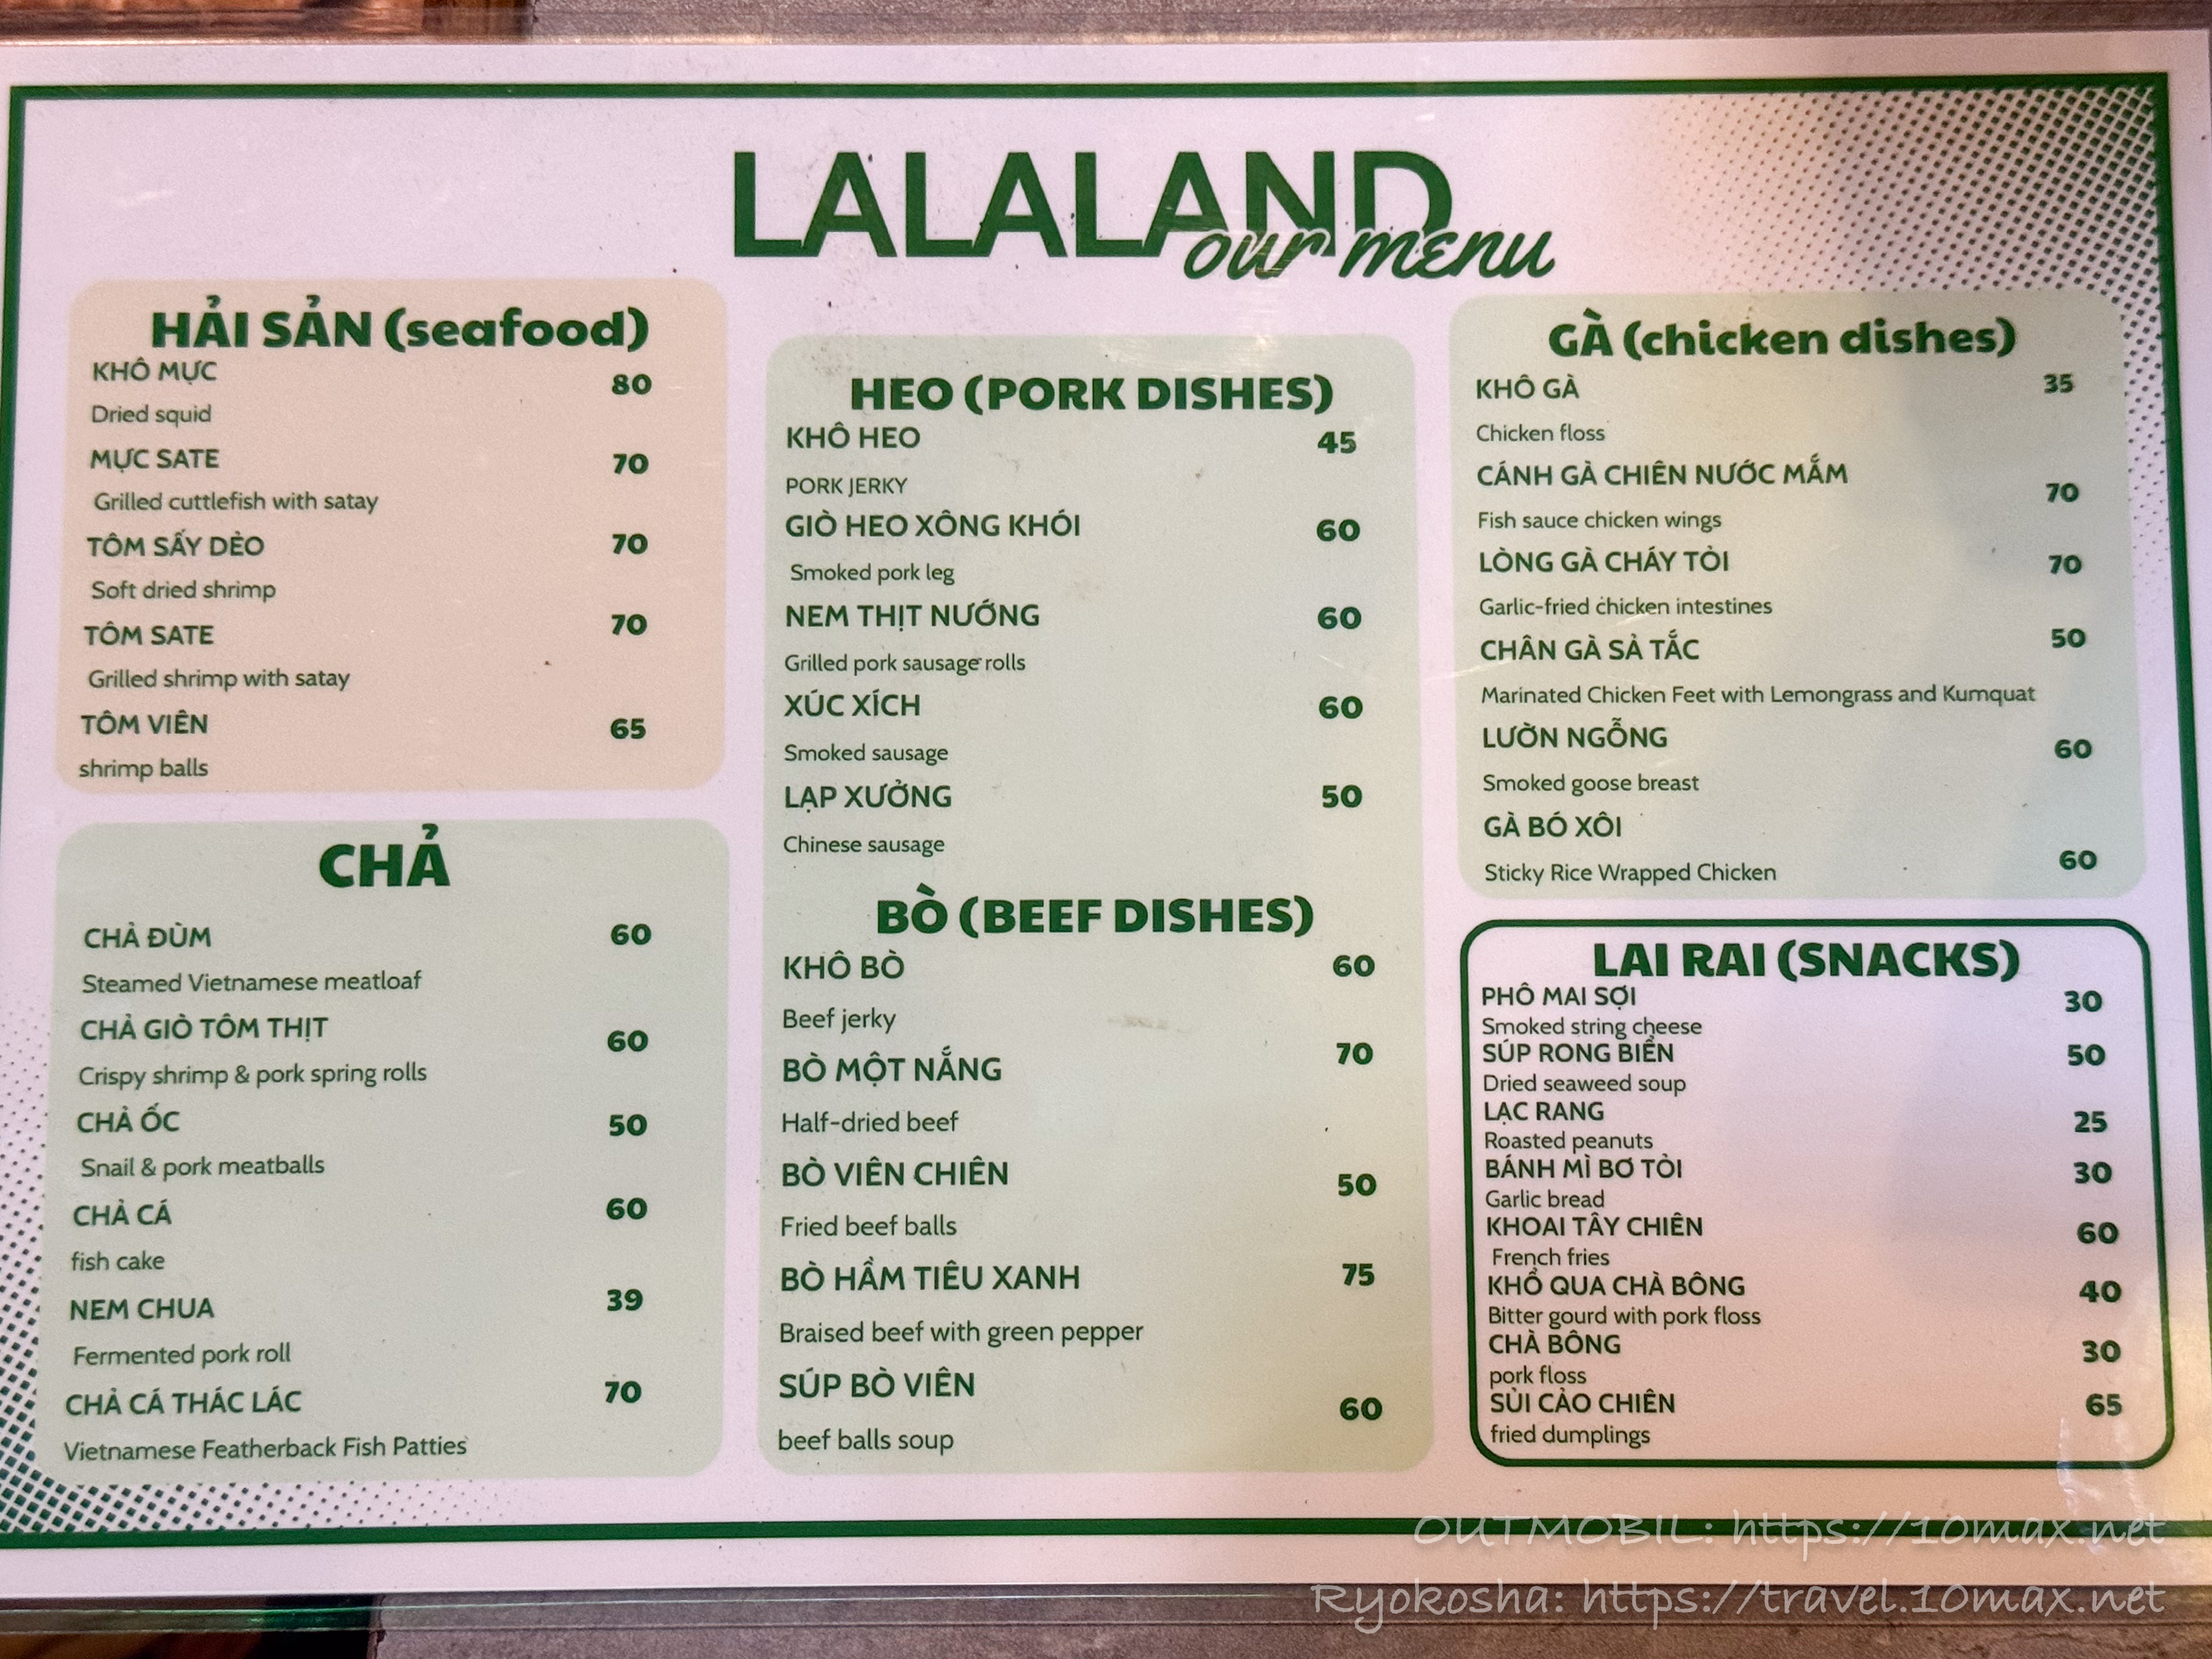 LALALAND
our menu
HẢI SẢN (seafood)
KHÔ MỰC 80
Dried squid
MỰC SATE 70
Grilled cuttlefish with satay
TÔM SẤY DẺO 70
Soft dried shrimp
TÔM SATE 70
Grilled shrimp with satay
TÔM VIÊN 65
shrimp balls
CHẢ
CHẢ ĐÙM 60
Steamed Vietnamese meatloaf
CHẢ GIÒ TÔM THỊT 60
Crispy shrimp & pork spring rolls
CHẢ ỐC 50
Snail & pork meatballs
CHẢ CÁ 60
fish cake
NEM CHUA 39
Fermented pork roll
CHẢ CÁ THÁC LÁC 70
Vietnamese Featherback Fish Patties
HEO (PORK DISHES)
KHÔ HEO 45
PORK JERKY
GIÒ HEO XÔNG KHÓI 60
Smoked pork leg
NEM THỊT NƯỚNG 60
Grilled pork sausage rolls
XÚC XÍCH 60
Smoked sausage
LẠP XƯỞNG 50
Chinese sausage
BÒ (BEEF DISHES)
KHÔ BÒ 60
Beef jerky
BÒ MỘT NẮNG 70
Half-dried beef
BÒ VIÊN CHIÊN 50
Fried beef balls
BÒ HẦM TIÊU XANH 75
Braised beef with green pepper
SÚP BÒ VIÊN 60
beef balls soup
GÀ (chicken dishes)
KHÔ GÀ 35
Chicken floss
CÁNH GÀ CHIÊN NƯỚC MẮM 70
Fish sauce chicken wings
LÒNG GÀ CHÁY TỎI 70
Garlic-fried chicken intestines
CHÂN GÀ SẢ TẮC 50
Marinated Chicken Feet with Lemongrass and Kumquat
LƯỜN NGỖNG 60
Smoked goose breast
GÀ BÓ XÔI 60
Sticky Rice Wrapped Chicken
LAI RAI (SNACKS)
PHÔ MAI SỢI 30
Smoked string cheese
SÚP RONG BIỂN 50
Dried seaweed soup
LẠC RANG 25
Roasted peanuts
BÁNH MÌ BƠ TỎI 30
Garlic bread
KHOAI TÂY CHIÊN 60
French fries
KHỔ QUA CHÀ BÔNG 40
Bitter gourd with pork floss
CHÀ BÔNG 30
pork floss
SỦI CẢO CHIÊN 65
fried dumplings
OUTMOBIL: https://10max.net
Ryokosha: https://travel.10max.net